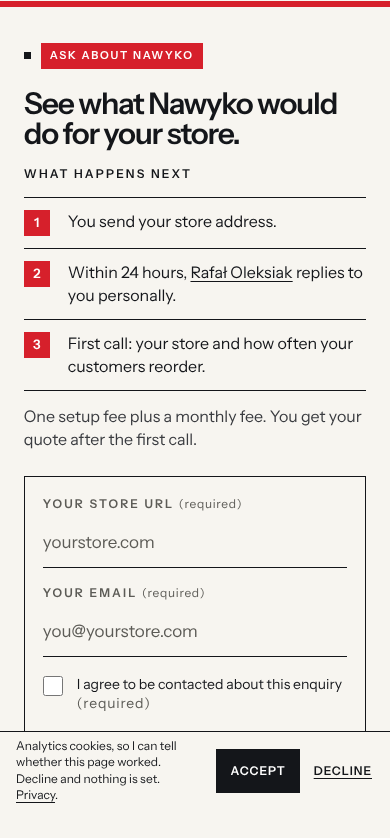 ASK ABOUT NAWYKO
See what Nawyko would
do for your store.
WHAT HAPPENS NEXT
1 You send your store address.
2 Within 24 hours, Rafał Oleksiak replies to
you personally.
3 First call: your store and how often your
customers reorder.
One setup fee plus a monthly fee. You get your
quote after the first call.
YOUR STORE URL (required)
yourstore.com
YOUR EMAIL (required)
you@yourstore.com
I agree to be contacted about this enquiry
(required)
Analytics cookies, so I can tell
whether this page worked.
Decline and nothing is set.
Privacy.
ACCEPT DECLINE